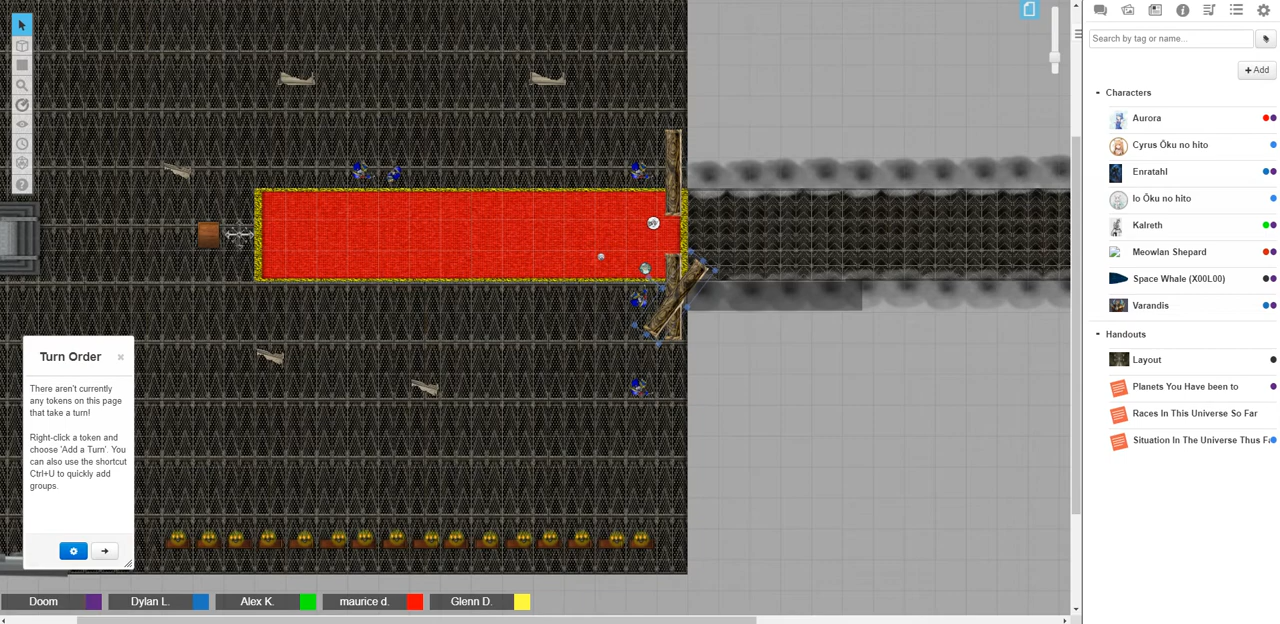 Search by tag or name...
+ Add
Characters
Aurora
Cyrus Ōku no hito
Enratahl
Io Ōku no hito
Kalreth
Meowlan Shepard
Space Whale (X00L00)
Varandis
Handouts
Layout
Planets You Have been to
Races In This Universe So Far
Situation In The Universe Thus
Turn Order
×
There aren't currently
any tokens on this page
that take a turn!
Right-click a token and
choose 'Add a Turn'. You
can also use the shortcut
Ctrl+U to quickly add
groups.
Doom
Dylan L.
Alex K.
maurice d.
Glenn D.